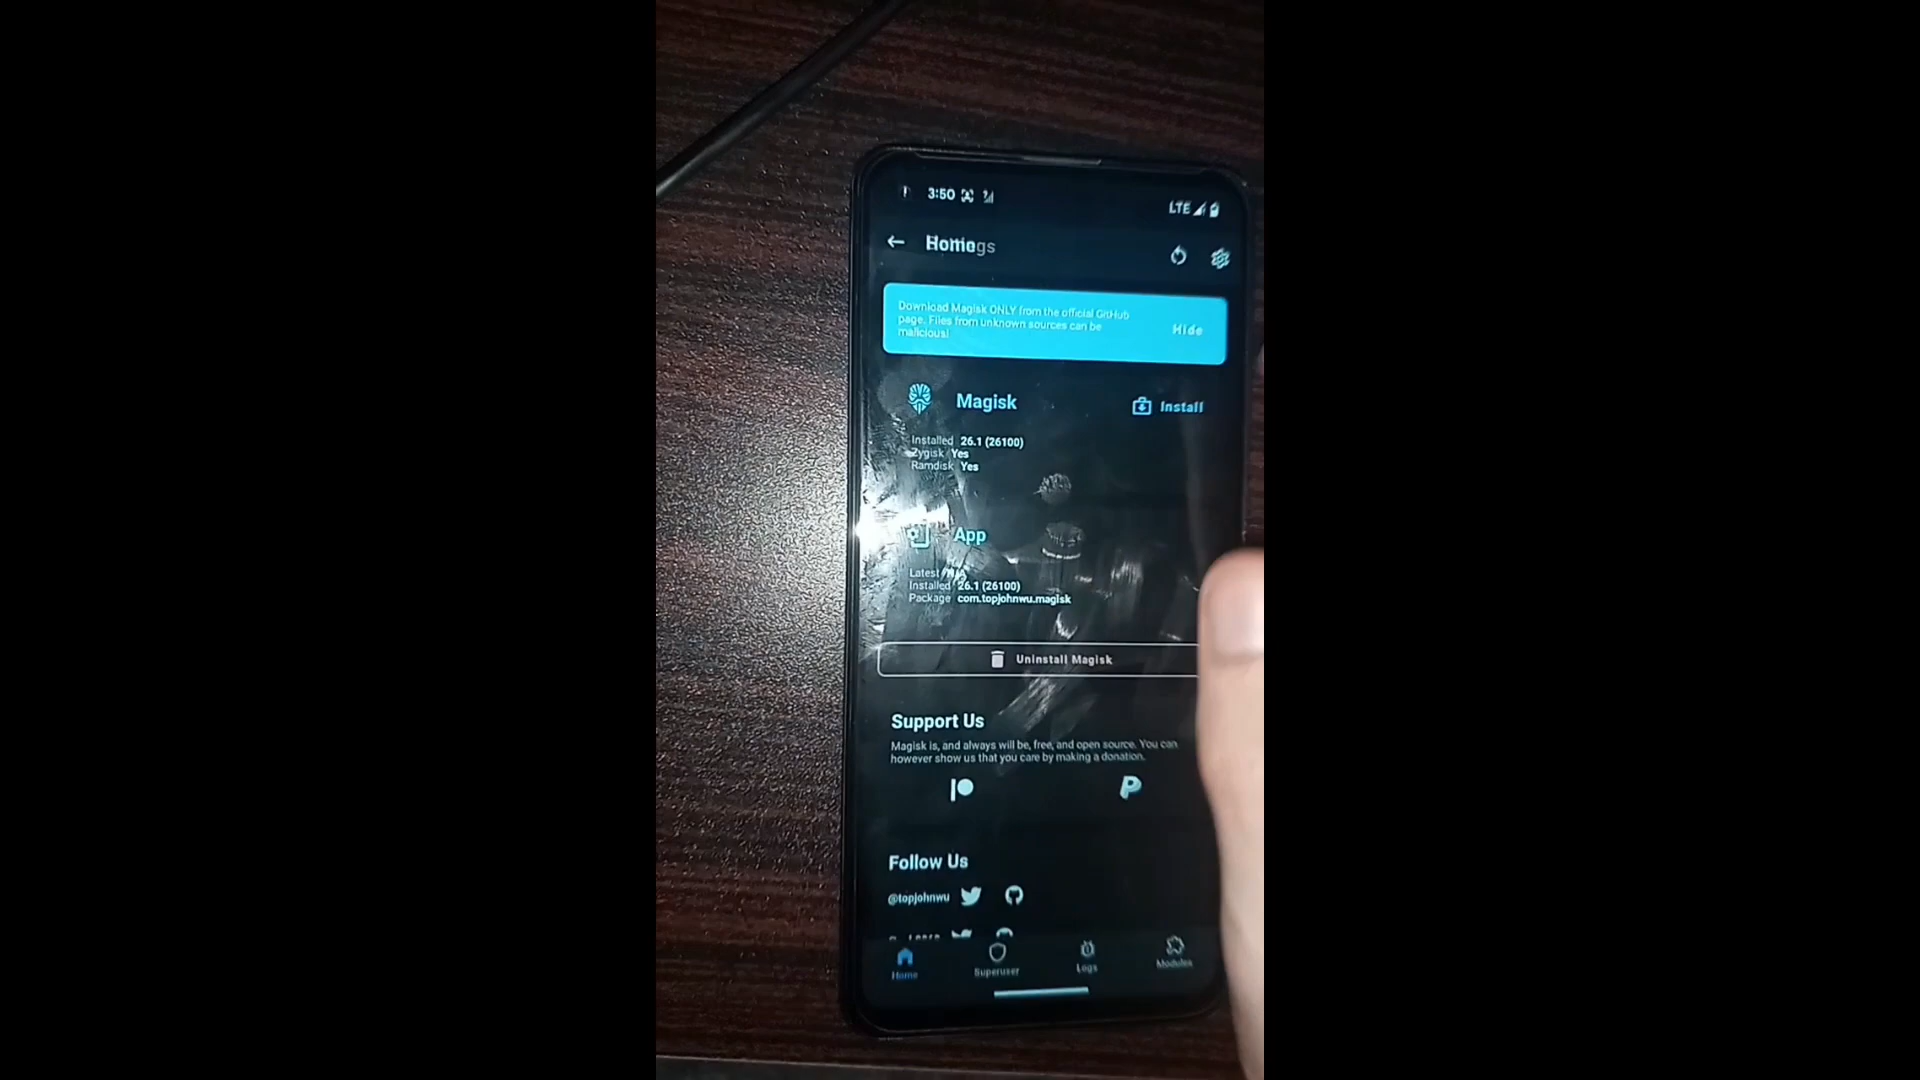 3:50
LTE
Home
Download Magisk ONLY from the official GitHub
page. Files from unknown sources can be
malicious!
Hide
Magisk
Install
Installed 26.1 (26100)
Zygisk Yes
Ramdisk Yes
App
Latest N/A
Installed 26.1 (26100)
Package com.topjohnwu.magisk
Uninstall Magisk
Support Us
Magisk is, and always will be, free, and open source. You can
however show us that you care by making a donation.
Follow Us
@topjohnwu
Home
Superuser
Logs
Modules